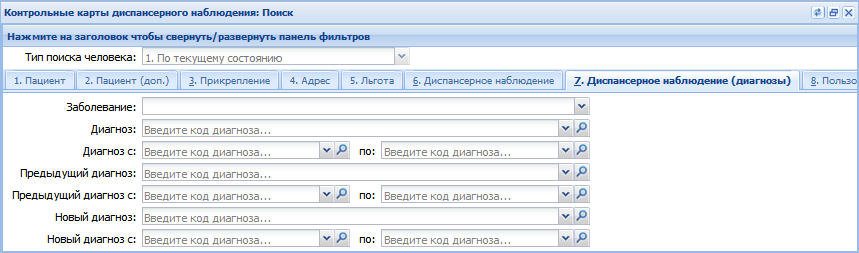 Контрольные карты диспансерного наблюдения: Поиск
Нажмите на заголовок чтобы свернуть/развернуть панель фильтров
Тип поиска человека: 1. По текущему состоянию
1. Пациент 2. Пациент (доп.) 3. Прикрепление 4. Адрес 5. Льгота 6. Диспансерное наблюдение 7. Диспансерное наблюдение (диагнозы) 8. Пользо
Заболевание:
Диагноз: Введите код диагноза...
Диагноз с: Введите код диагноза... по: Введите код диагноза...
Предыдущий диагноз: Введите код диагноза...
Предыдущий диагноз с: Введите код диагноза... по: Введите код диагноза...
Новый диагноз: Введите код диагноза...
Новый диагноз с: Введите код диагноза... по: Введите код диагноза...